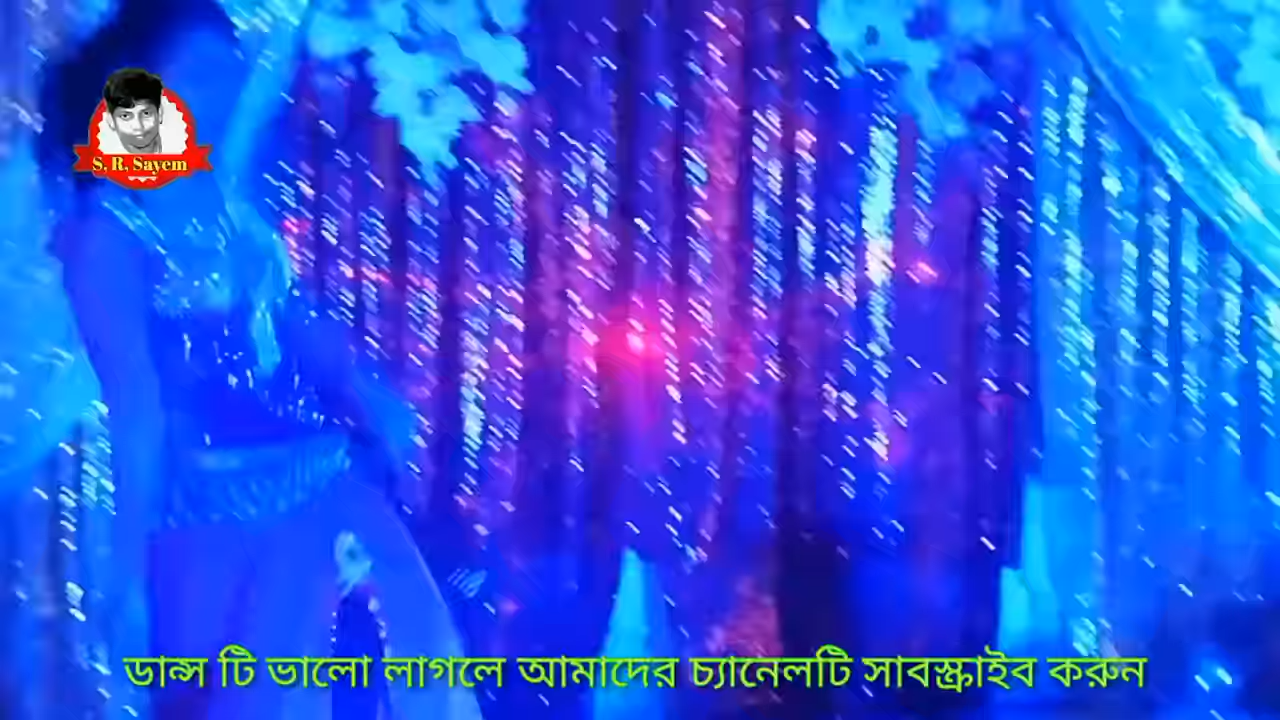 S. R. Sayem
ডান্স টি ভালো লাগলে আমাদের চ্যানেলটি সাবস্ক্রাইব করুন